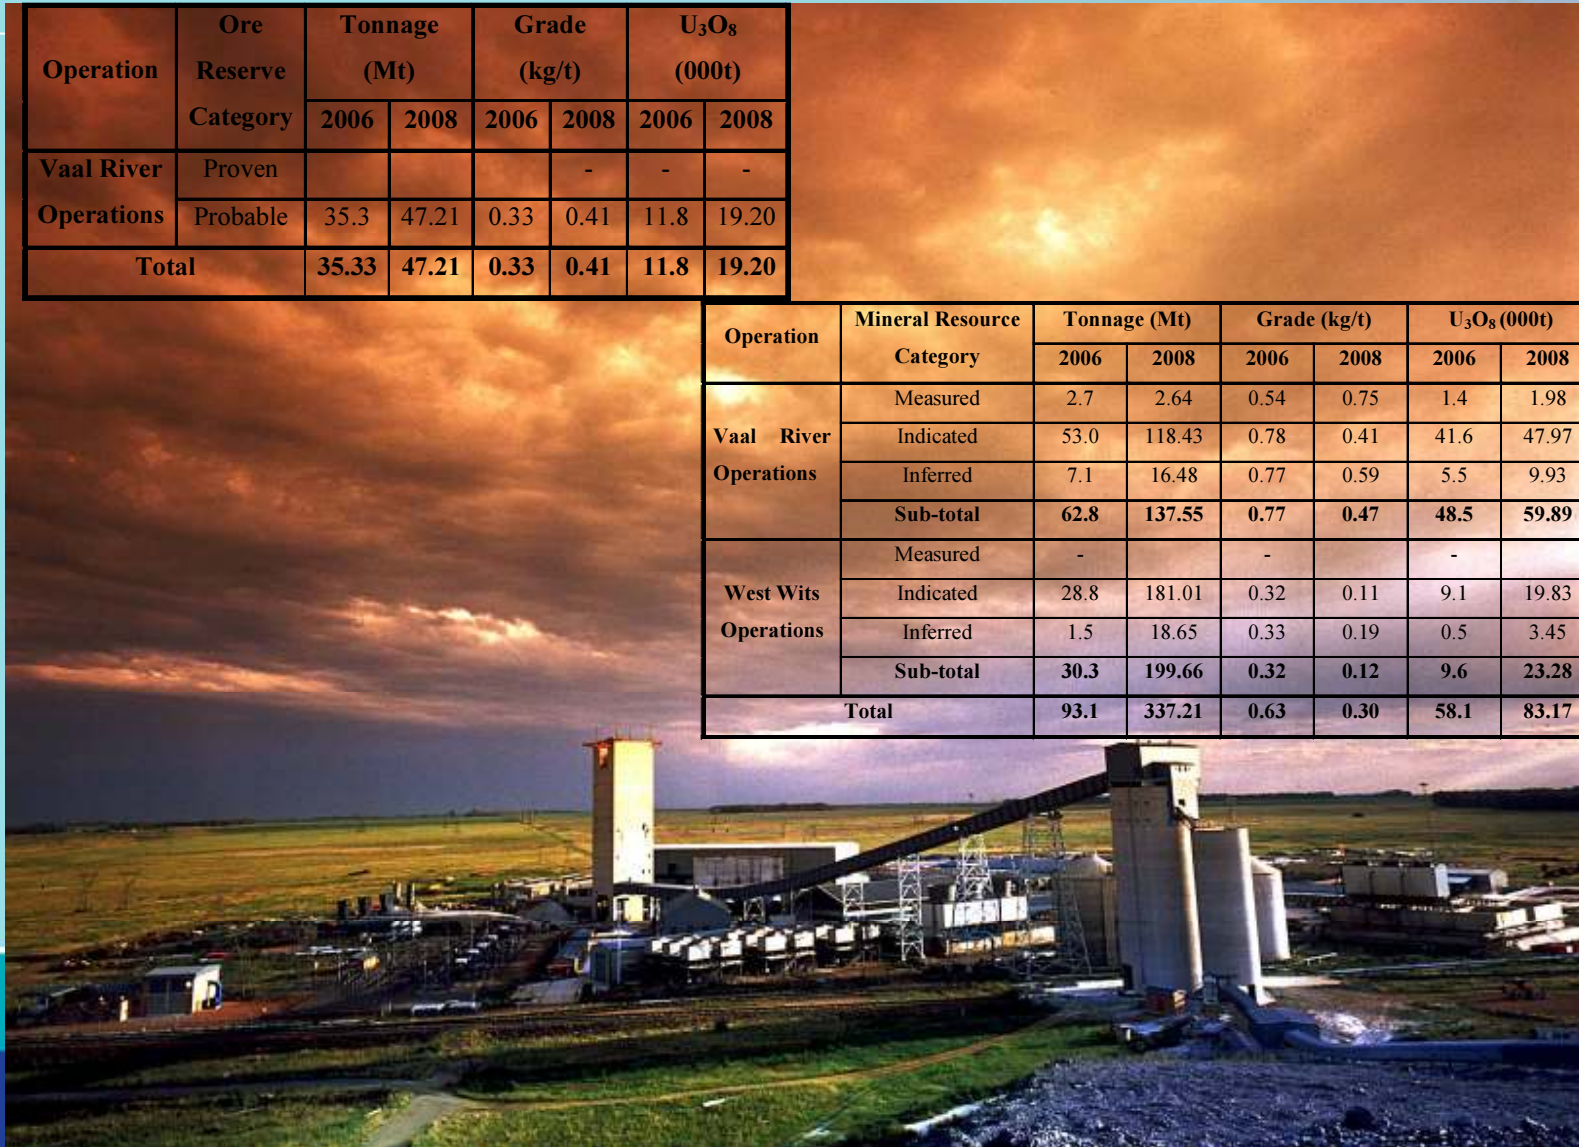 Operation Ore Reserve Category Tonnage (Mt) Grade (kg/t) U₃O₈ (000t)
2006 2008 2006 2008 2006 2008
Vaal River Operations Proven - - -
Probable 35.3 47.21 0.33 0.41 11.8 19.20
Total 35.33 47.21 0.33 0.41 11.8 19.20
Operation Mineral Resource Category Tonnage (Mt) Grade (kg/t) U₃O₈ (000t)
2006 2008 2006 2008 2006 2008
Vaal River Operations Measured 2.7 2.64 0.54 0.75 1.4 1.98
Indicated 53.0 118.43 0.78 0.41 41.6 47.97
Inferred 7.1 16.48 0.77 0.59 5.5 9.93
Sub-total 62.8 137.55 0.77 0.47 48.5 59.89
West Wits Operations Measured - - -
Indicated 28.8 181.01 0.32 0.11 9.1 19.83
Inferred 1.5 18.65 0.33 0.19 0.5 3.45
Sub-total 30.3 199.66 0.32 0.12 9.6 23.28
Total 93.1 337.21 0.63 0.30 58.1 83.17